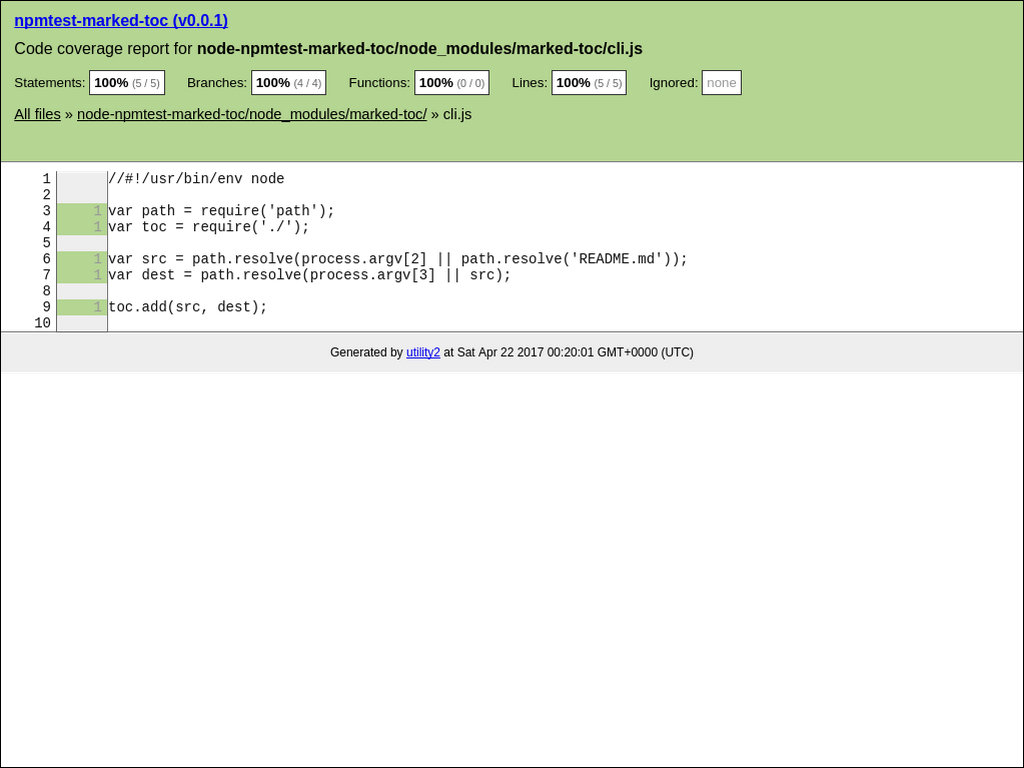 npmtest-marked-toc (v0.0.1)
Code coverage report for node-npmtest-marked-toc/node_modules/marked-toc/cli.js
Statements: 100% (5 / 5) Branches: 100% (4 / 4) Functions: 100% (0 / 0) Lines: 100% (5 / 5) Ignored: none
All files » node-npmtest-marked-toc/node_modules/marked-toc/ » cli.js
1 //#!/usr/bin/env node
2
3 1 var path = require('path');
4 1 var toc = require('./');
5
6 1 var src = path.resolve(process.argv[2] || path.resolve('README.md'));
7 1 var dest = path.resolve(process.argv[3] || src);
8
9 1 toc.add(src, dest);
10
Generated by utility2 at Sat Apr 22 2017 00:20:01 GMT+0000 (UTC)